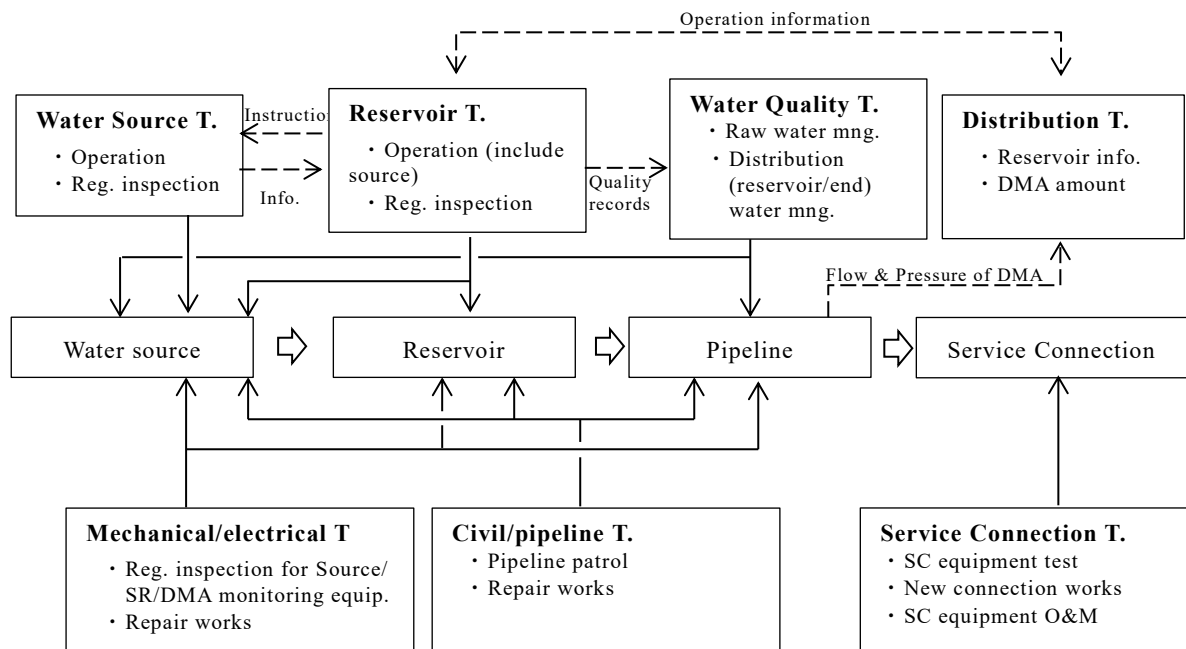 Operation information
Water Source T.
・Operation
・Reg. inspection
Instruction
Info.
Reservoir T.
・Operation (include
source)
・Reg. inspection
Quality
records
Water Quality T.
・Raw water mng.
・Distribution
(reservoir/end)
water mng.
Distribution T.
・Reservoir info.
・DMA amount
Flow & Pressure of DMA
Water source
Reservoir
Pipeline
Service Connection
Mechanical/electrical T
・Reg. inspection for Source/
SR/DMA monitoring equip.
・Repair works
Civil/pipeline T.
・Pipeline patrol
・Repair works
Service Connection T.
・SC equipment test
・New connection works
・SC equipment O&M